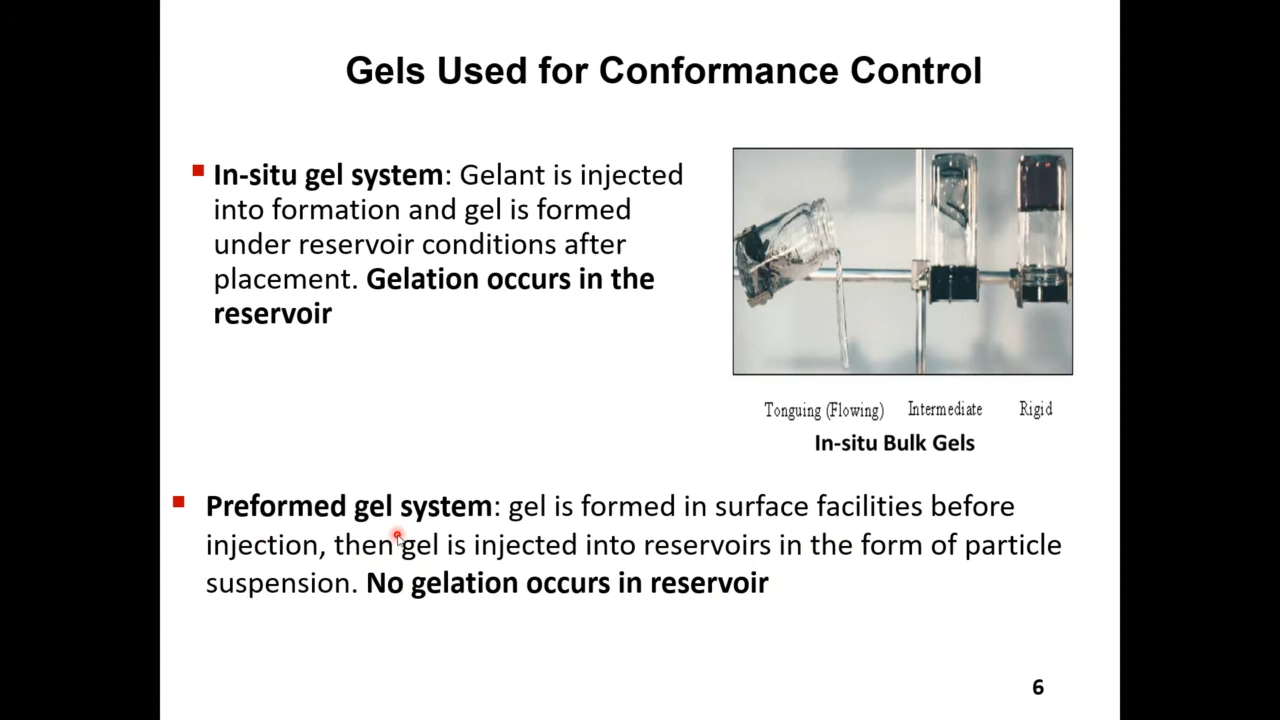 Gels Used for Conformance Control
In-situ gel system: Gelant is injected
into formation and gel is formed
under reservoir conditions after
placement. Gelation occurs in the
reservoir
Tonguing (Flowing) Intermediate Rigid
In-situ Bulk Gels
Preformed gel system: gel is formed in surface facilities before
injection, then gel is injected into reservoirs in the form of particle
suspension. No gelation occurs in reservoir
6